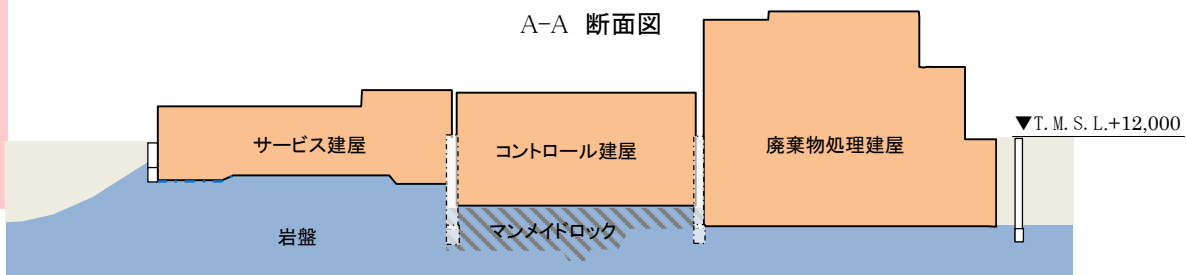 A-A 断面図
▼T. M. S. L.+12,000
サービス建屋
コントロール建屋
廃棄物処理建屋
岩盤
マンメイドロック